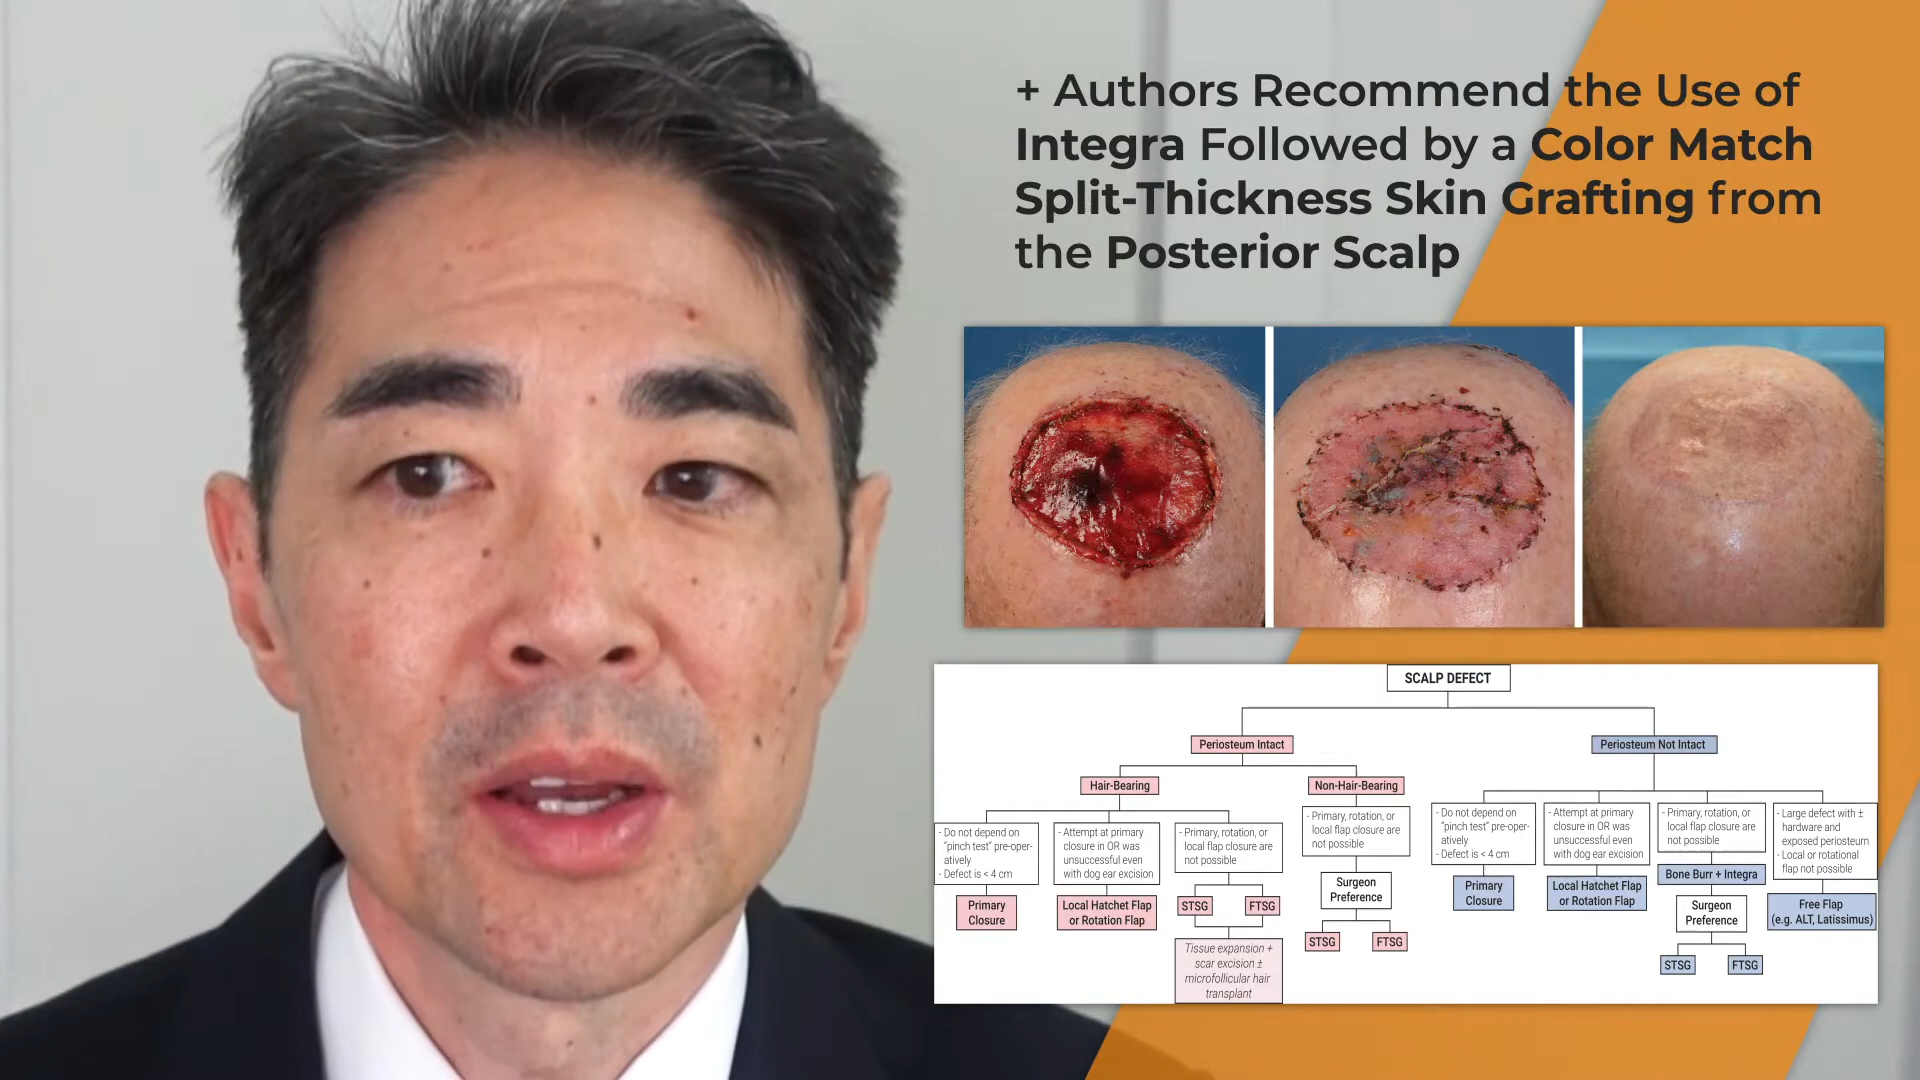 + Authors Recommend the Use of
Integra Followed by a Color Match
Split-Thickness Skin Grafting from
the Posterior Scalp
SCALP DEFECT
Periosteum Intact
Periosteum Not Intact
Hair-Bearing
Non-Hair-Bearing
- Do not depend on
"pinch test" pre-oper-
atively
- Defect is < 4 cm
Primary
Closure
- Attempt at primary
closure in OR was
unsuccessful even
with dog ear excision
Local Hatchet Flap
or Rotation Flap
- Primary, rotation, or
local flap closure are
not possible
STSG
FTSG
Tissue expansion +
scar excision ±
microfollicular hair
transplant
- Primary, rotation, or
local flap closure are
not possible
Surgeon
Preference
STSG
FTSG
- Do not depend on
"pinch test" pre-oper-
atively
- Defect is < 4 cm
Primary
Closure
- Attempt at primary
closure in OR was
unsuccessful even
with dog ear excision
Local Hatchet Flap
or Rotation Flap
- Primary, rotation, or
local flap closure are
not possible
Bone Burr + Integra
Surgeon
Preference
STSG
FTSG
- Large defect with ±
hardware and
exposed periosteum
- Local or rotational
flap not possible
Free Flap
(e.g. ALT, Latissimus)